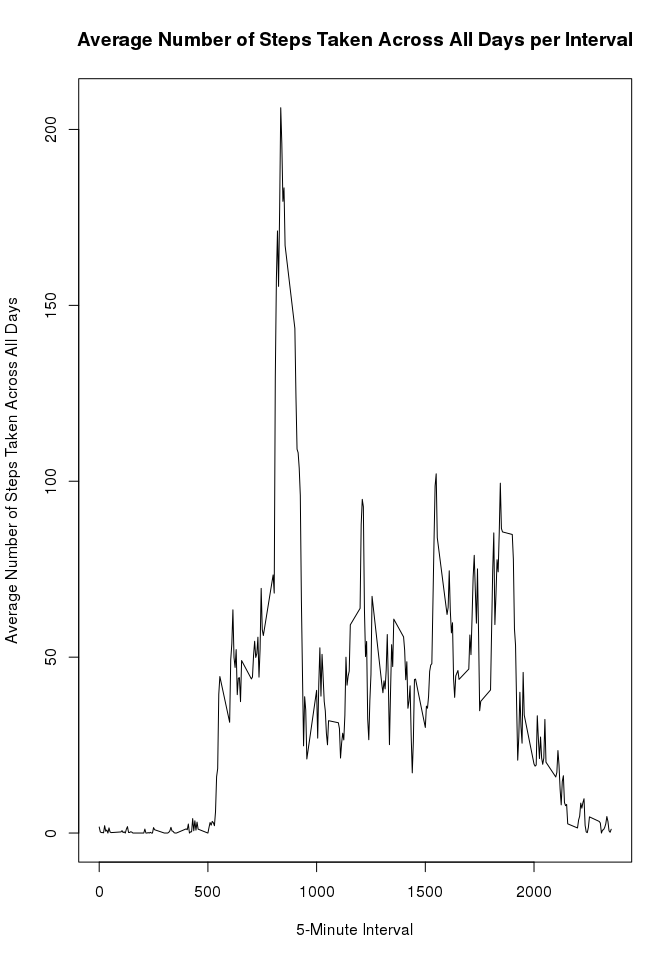 Average Number of Steps Taken Across All Days per Interval
Average Number of Steps Taken Across All Days
200
150
100
50
0
0 500 1000 1500 2000
5-Minute Interval